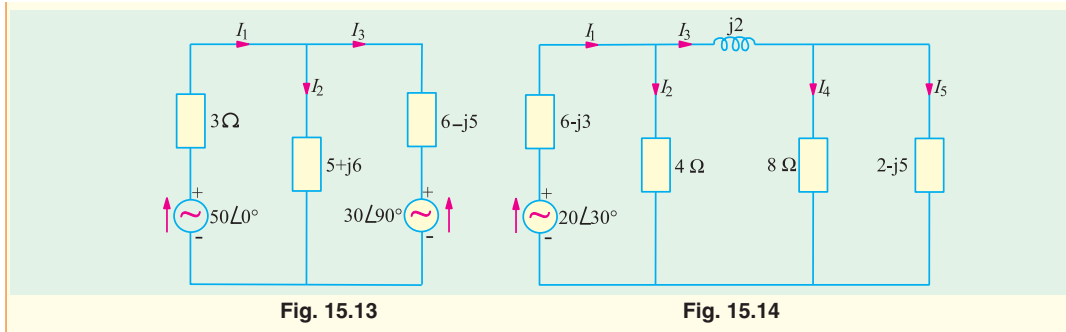 I1 I3
I2
3Ω
5+j6
6–j5
+
50∠0°
-
+
30∠90°
-
Fig. 15.13
I1 I3 j2
I2 I4 I5
6-j3
4 Ω
8 Ω
2-j5
+
20∠30°
-
Fig. 15.14